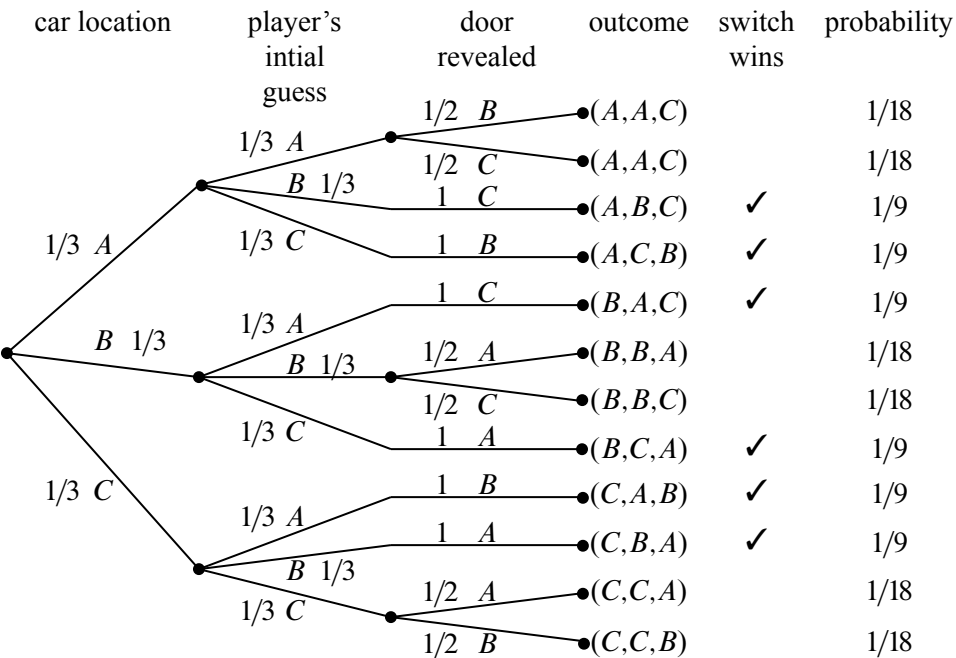 car location player's door outcome switch probability
intial revealed wins
guess
1/2 B (A,A,C) 1/18
1/3 A
1/2 C (A,A,C) 1/18
B 1/3
1 C (A,B,C) ✓ 1/9
1/3 A 1/3 C 1 B (A,C,B) ✓ 1/9
1 C (B,A,C) ✓ 1/9
1/3 A
B 1/3 1/2 A (B,B,A) 1/18
B 1/3
1/2 C (B,B,C) 1/18
1/3 C 1 A (B,C,A) ✓ 1/9
1/3 C 1 B (C,A,B) ✓ 1/9
1/3 A
1 A (C,B,A) ✓ 1/9
B 1/3
1/2 A (C,C,A) 1/18
1/3 C
1/2 B (C,C,B) 1/18